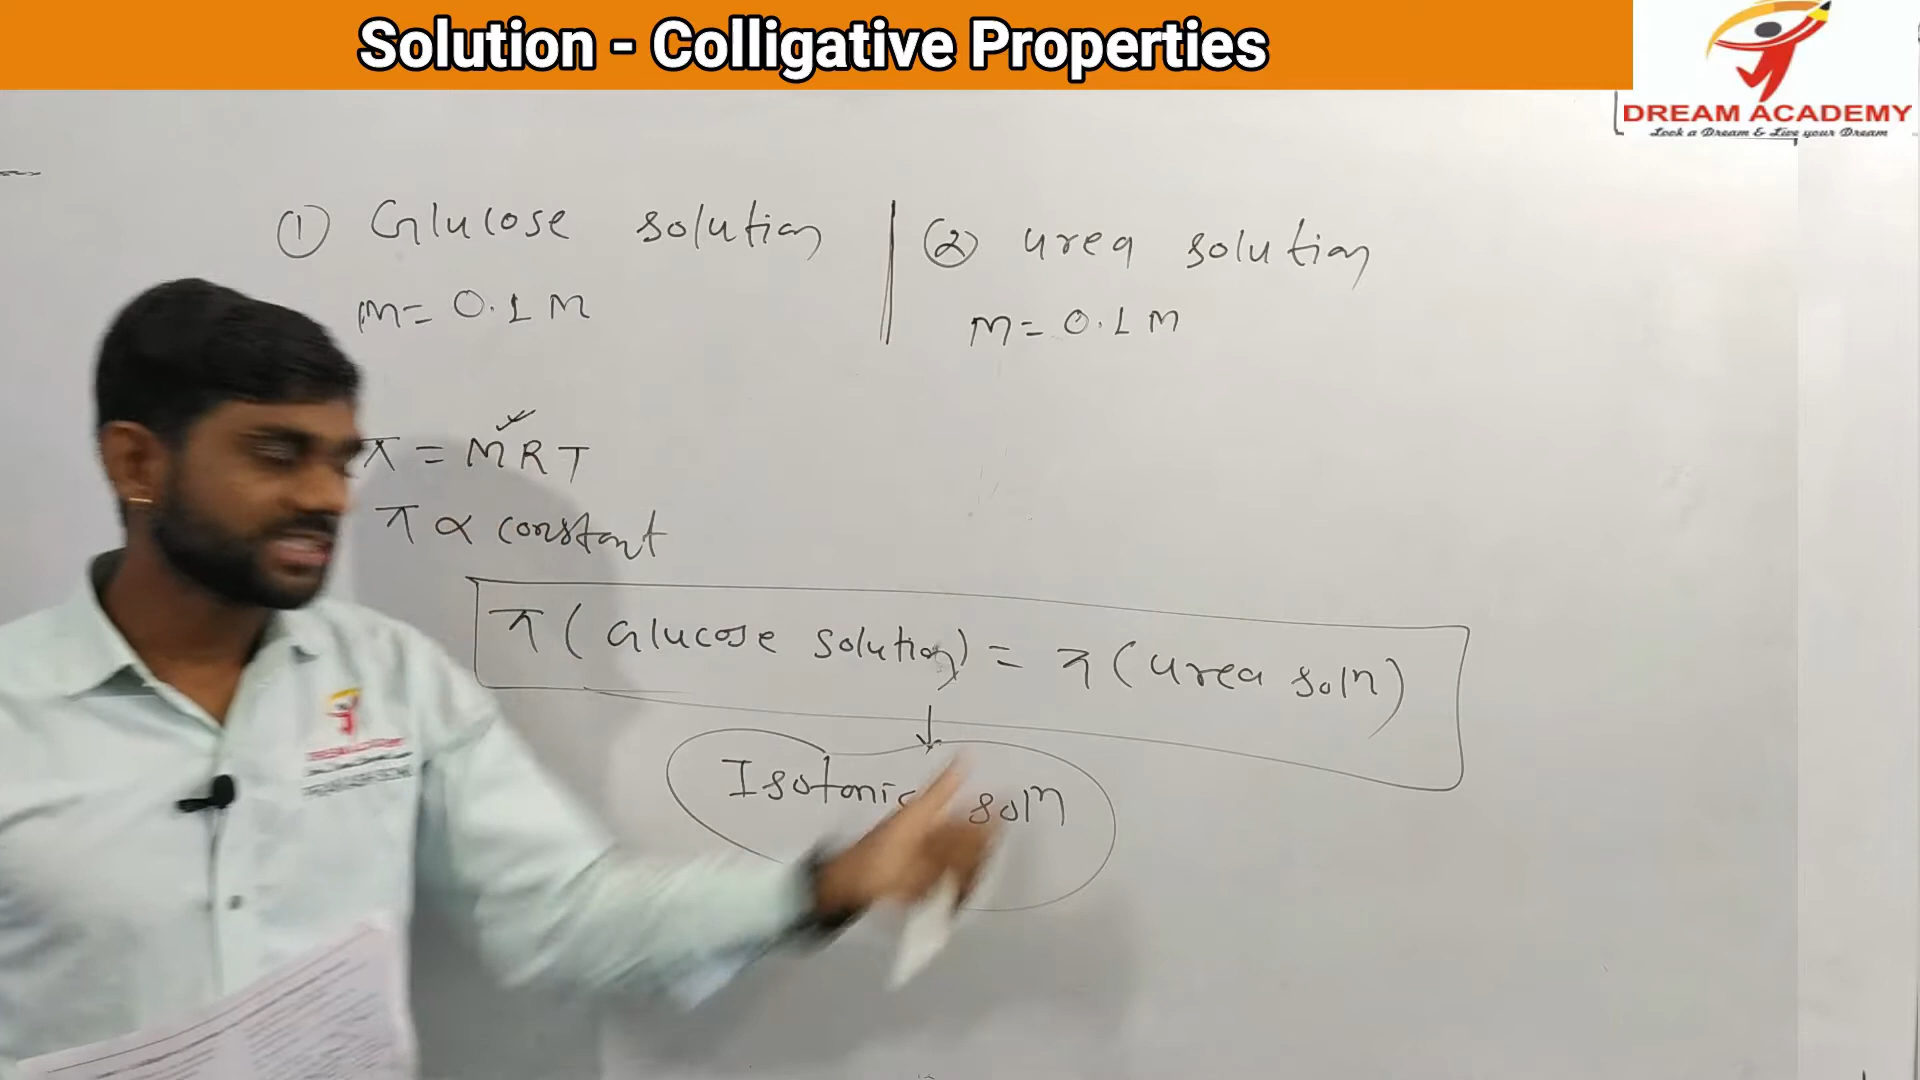 Solution - Colligative Properties
DREAM ACADEMY
Look a Dream & Live your Dream
① Glucose solution
② urea solution
M = 0.1 M
M = 0.1 M
π = MRT
π ∝ constant
π (Glucose solution) = π (urea soln)
↓
Isotonic soln